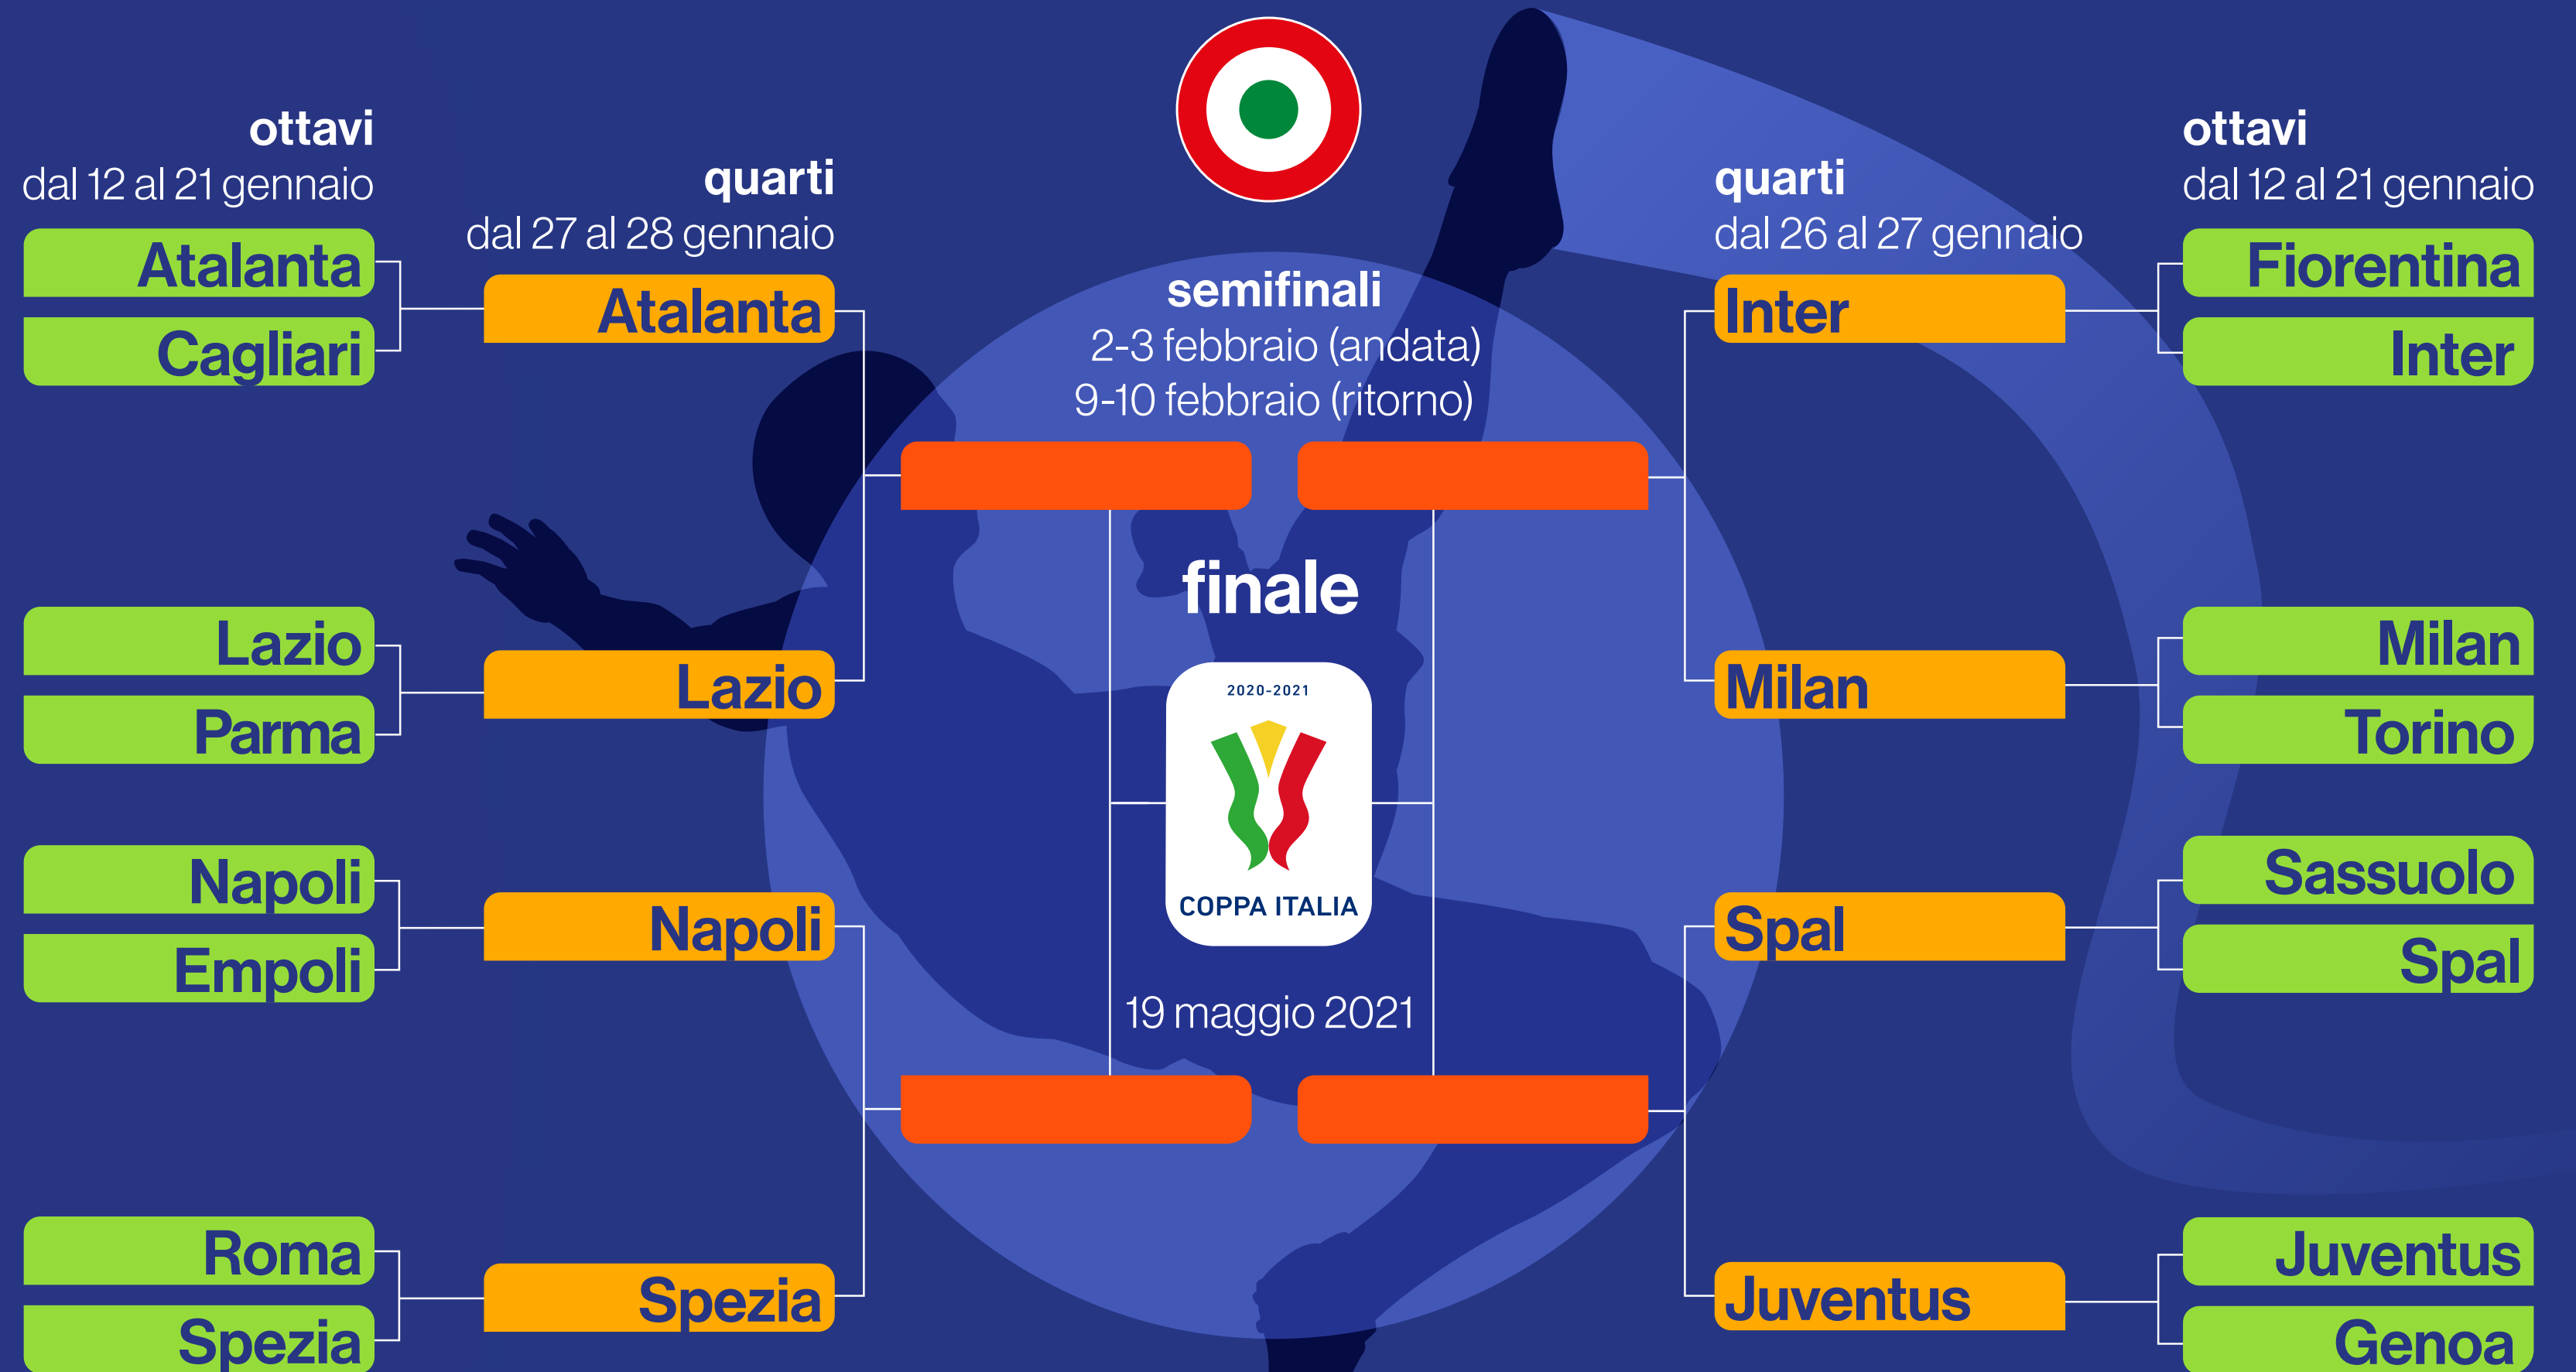 ottavi
dal 12 al 21 gennaio
Atalanta
Cagliari
Lazio
Parma
Napoli
Empoli
Roma
Spezia
quarti
dal 27 al 28 gennaio
Atalanta
Lazio
Napoli
Spezia
semifinali
2-3 febbraio (andata)
9-10 febbraio (ritorno)
finale
2020-2021
COPPA ITALIA
19 maggio 2021
quarti
dal 26 al 27 gennaio
Inter
Milan
Spal
Juventus
ottavi
dal 12 al 21 gennaio
Fiorentina
Inter
Milan
Torino
Sassuolo
Spal
Juventus
Genoa